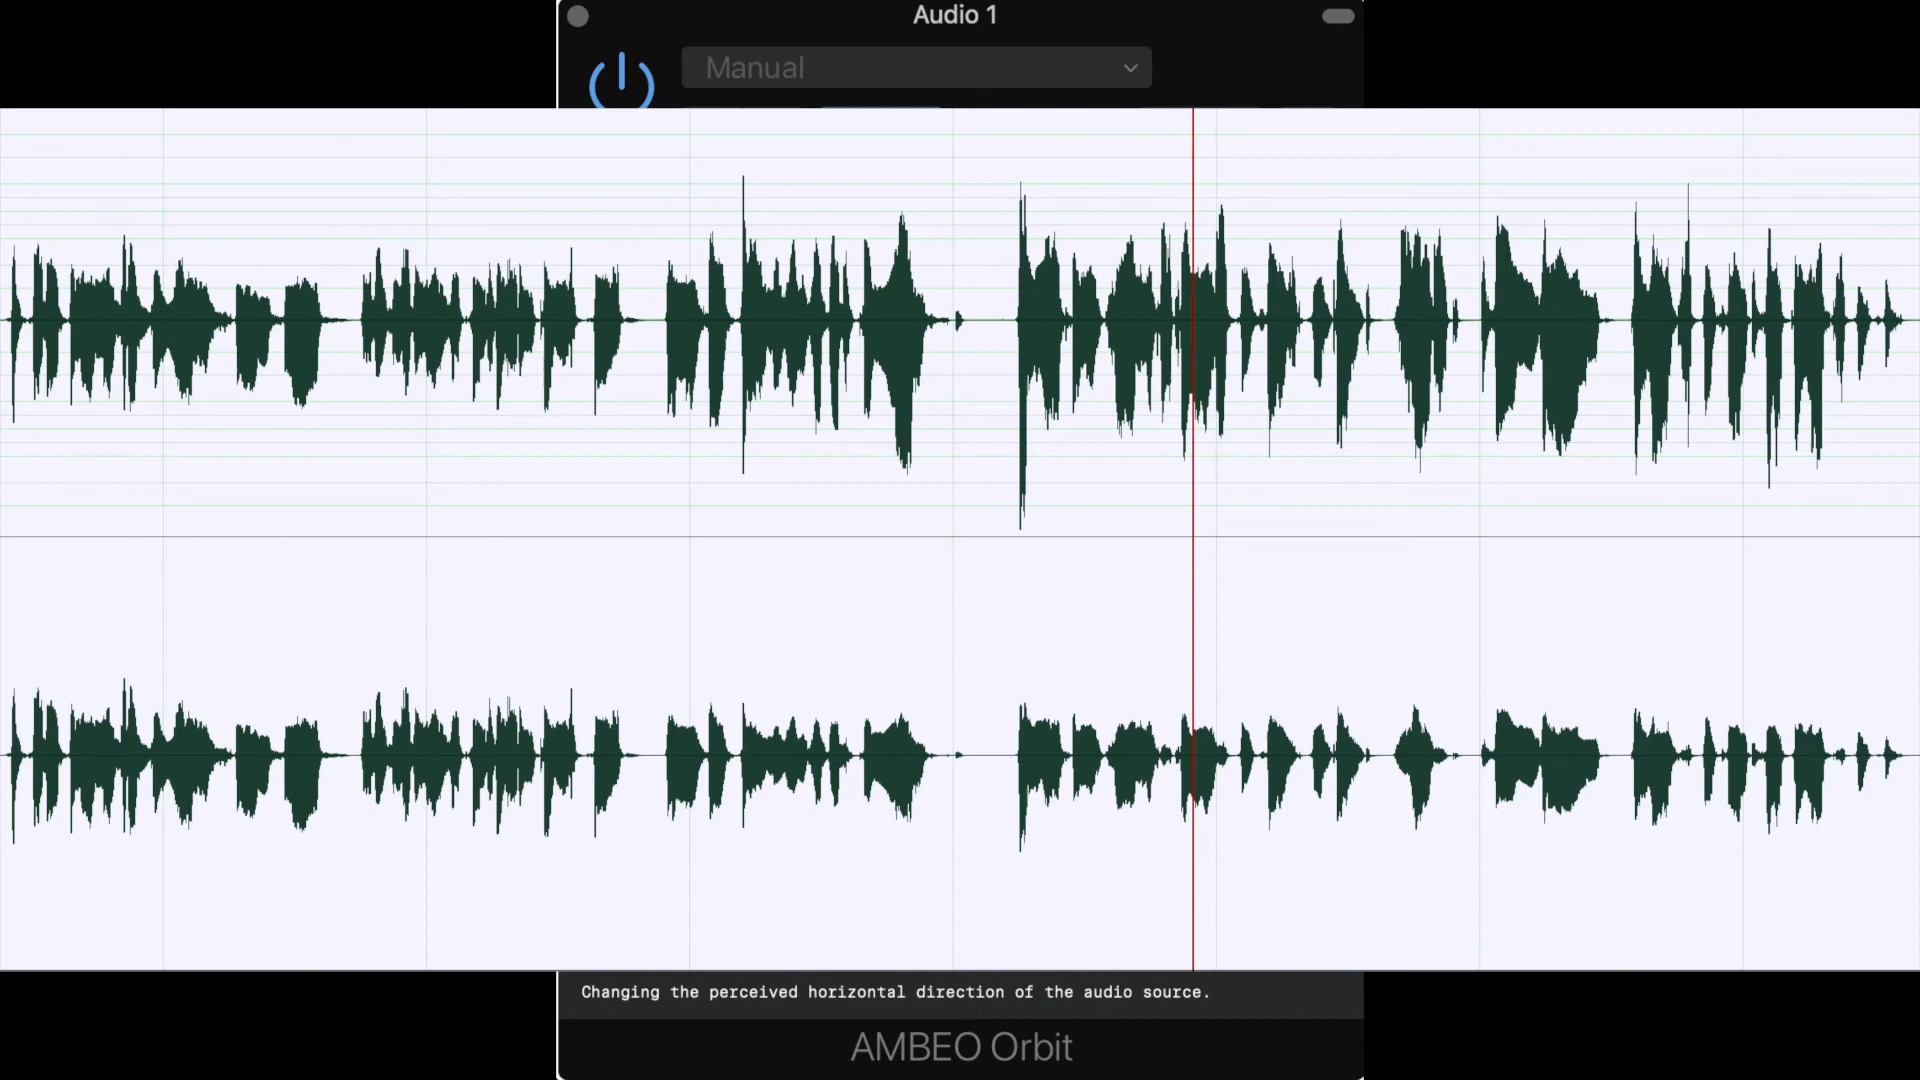 Audio 1
Manual
Changing the perceived horizontal direction of the audio source.
AMBEO Orbit